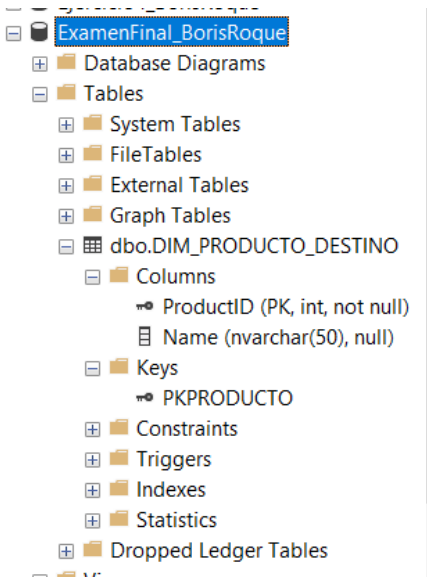 ExamenFinal_BorisRoque
Database Diagrams
Tables
System Tables
FileTables
External Tables
Graph Tables
dbo.DIM_PRODUCTO_DESTINO
Columns
ProductID (PK, int, not null)
Name (nvarchar(50), null)
Keys
PKPRODUCTO
Constraints
Triggers
Indexes
Statistics
Dropped Ledger Tables